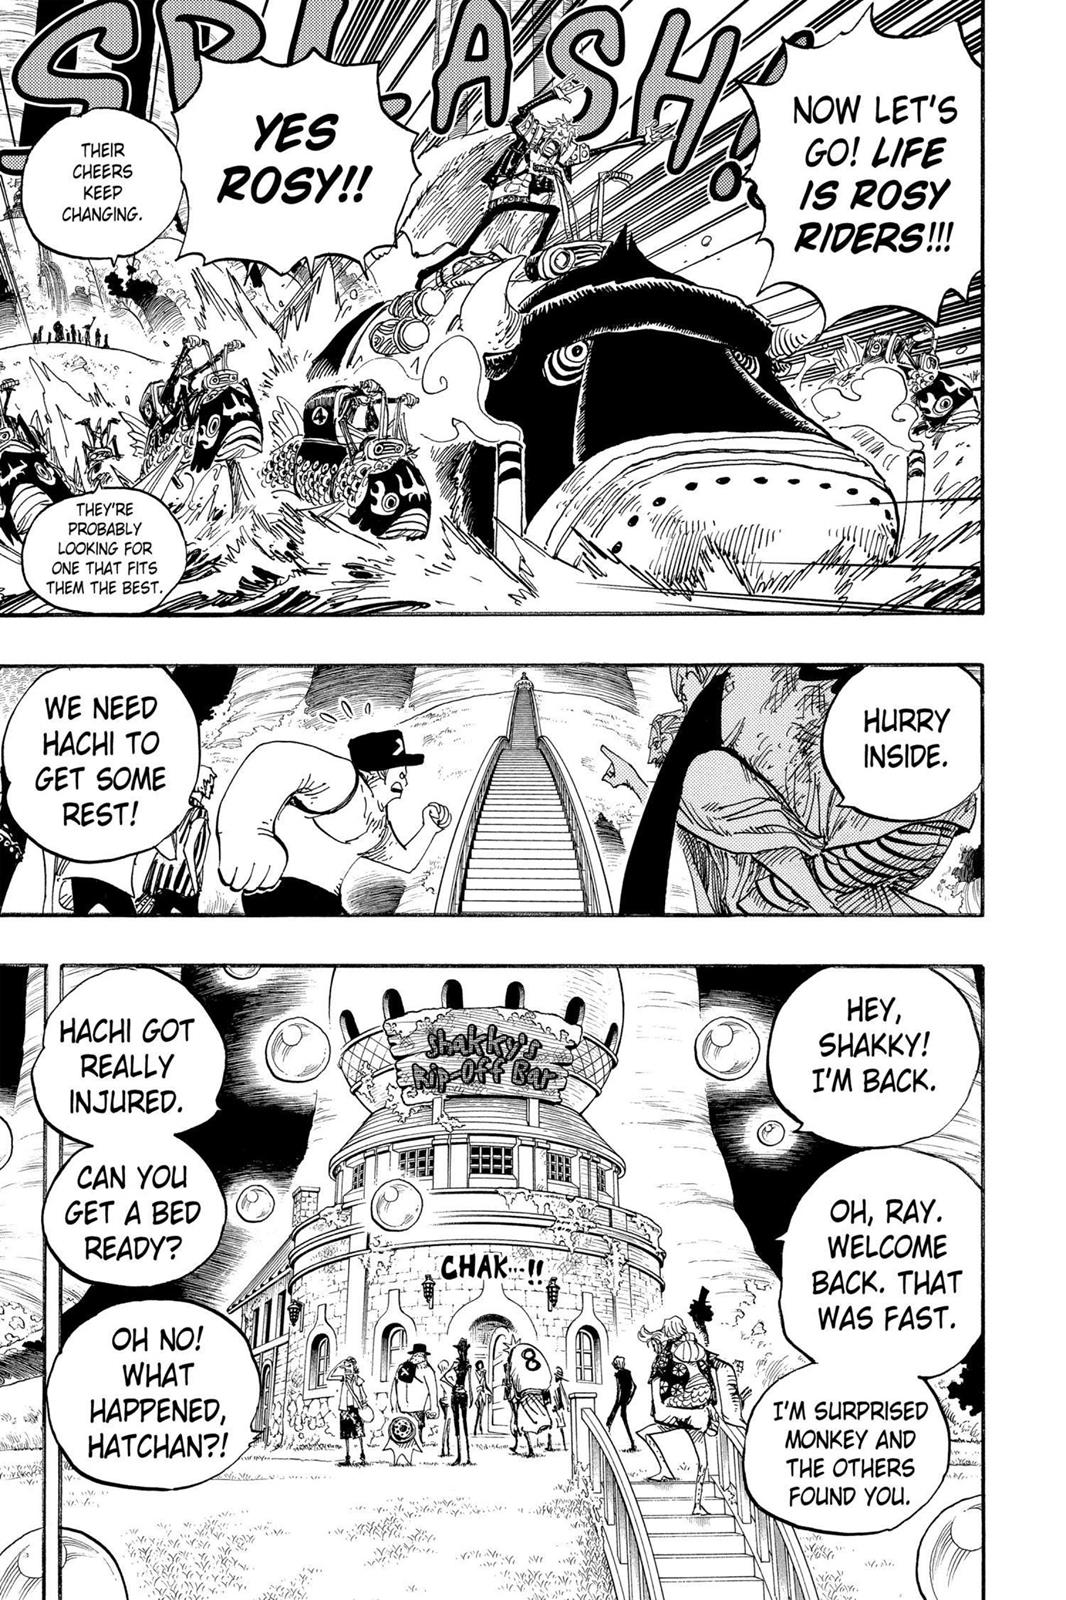 SPLASH!!
NOW LET'S
GO! LIFE
IS ROSY
RIDERS!!!
YES
ROSY!!
THEIR
CHEERS
KEEP
CHANGING.
THEY'RE
PROBABLY
LOOKING FOR
ONE THAT FITS
THEM THE BEST.
4
HURRY
INSIDE.
WE NEED
HACHI TO
GET SOME
REST!
HEY,
SHAKKY!
I'M BACK.
OH, RAY.
WELCOME
BACK. THAT
WAS FAST.
I'M SURPRISED
MONKEY AND
THE OTHERS
FOUND YOU.
Shakky's
Rip-Off Bar
CHAK...!!
8
HACHI GOT
REALLY
INJURED.
CAN YOU
GET A BED
READY?
OH NO!
WHAT
HAPPENED,
HATCHAN?!